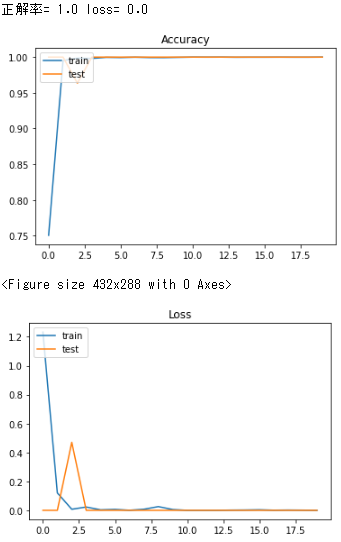 正解率= 1.0 loss= 0.0
Accuracy
train
test
1.00
0.95
0.90
0.85
0.80
0.75
0.0 2.5 5.0 7.5 10.0 12.5 15.0 17.5
<Figure size 432x288 with 0 Axes>
Loss
train
test
1.2
1.0
0.8
0.6
0.4
0.2
0.0
0.0 2.5 5.0 7.5 10.0 12.5 15.0 17.5